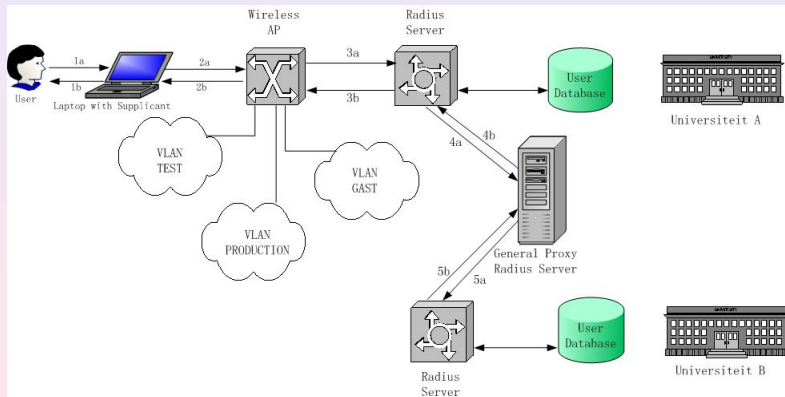 Wireless
AP
Radius
Server
1a
1b
User
Laptop with Supplicant
2a
2b
3a
3b
User
Database
Universiteit A
VLAN
TEST
VLAN
GAST
VLAN
PRODUCTION
4b
4a
General Proxy
Radius Server
5b
5a
Radius
Server
User
Database
Universiteit B